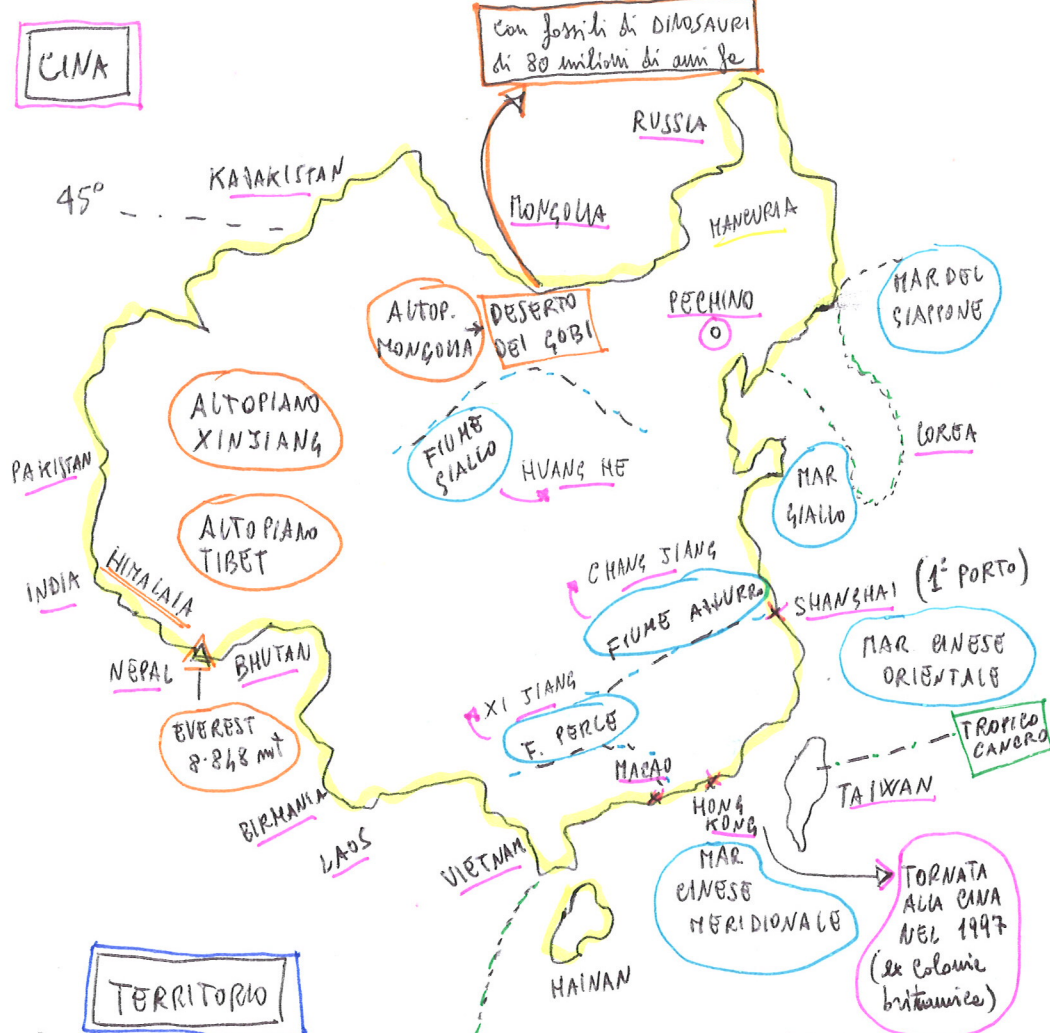 CINA
con fossili di DINOSAURI
di 80 milioni di anni fa
RUSSIA
KAZAKISTAN
45°
MONGOLIA
MANCURIA
MAR DEL
GIAPPONE
PECHINO
ALTOP.
MONGOLIA
DESERTO
DEI GOBI
ALTOPIANO
XINJIANG
FIUME
GIALLO
HUANG HE
COREA
PAKISTAN
MAR
GIALLO
ALTOPIANO
TIBET
CHANG JIANG
HIMALAIA
INDIA
FIUME AZZURRO
SHANGHAI
(1° PORTO)
MAR CINESE
ORIENTALE
NEPAL
BHUTAN
XI JIANG
EVEREST
8.848 mt
F. PERLE
TROPICO
CANCRO
MACAO
HONG
KONG
TAIWAN
BIRMANIA
LAOS
VIETNAM
MAR
CINESE
MERIDIONALE
TORNATA
ALLA CINA
NEL 1997
(ex colonia
britannica)
HAINAN
TERRITORIO